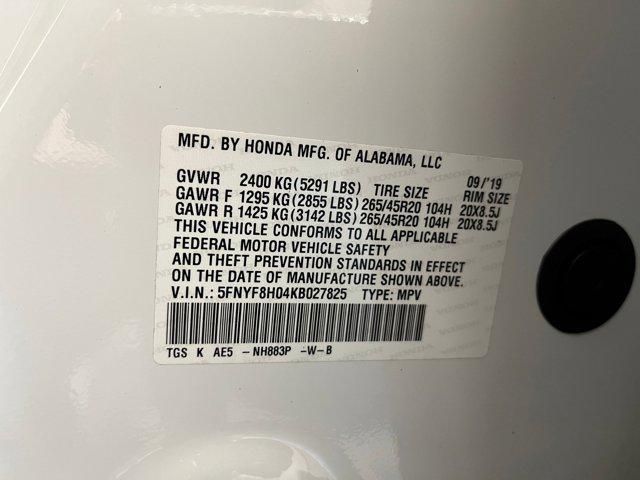 MFD. BY HONDA MFG. OF ALABAMA, LLC
09/'19
GVWR 2400 KG(5291 LBS) TIRE SIZE RIM SIZE
GAWR F 1295 KG(2855 LBS) 265/45R20 104H 20X8.5J
GAWR R 1425 KG(3142 LBS) 265/45R20 104H 20X8.5J
THIS VEHICLE CONFORMS TO ALL APPLICABLE
FEDERAL MOTOR VEHICLE SAFETY
AND THEFT PREVENTION STANDARDS IN EFFECT
ON THE DATE OF MANUFACTURE SHOWN ABOVE.
V.I.N.: 5FNYF8H04KB027825 TYPE: MPV
TGS K AE5 -NH883P -W-B